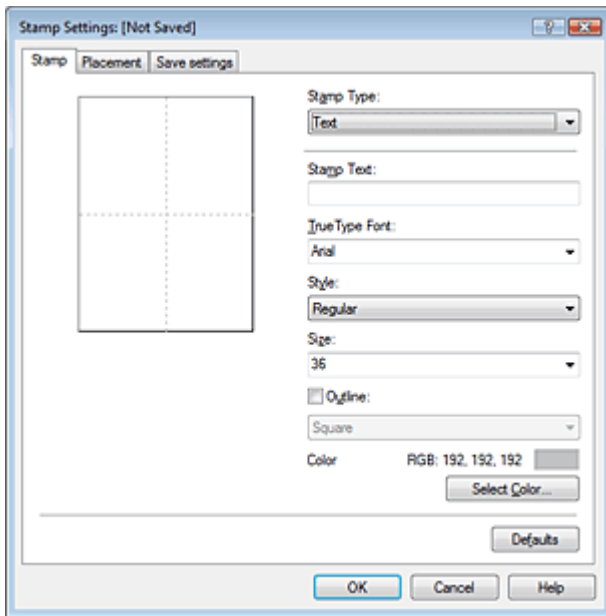 Stamp Settings: [Not Saved]
Stamp Placement Save settings
Stamp Type:
Text
Stamp Text:
TrueType Font:
Arial
Style:
Regular
Size:
36
Outline:
Square
Color RGB: 192, 192, 192
Select Color...
Defaults
OK Cancel Help